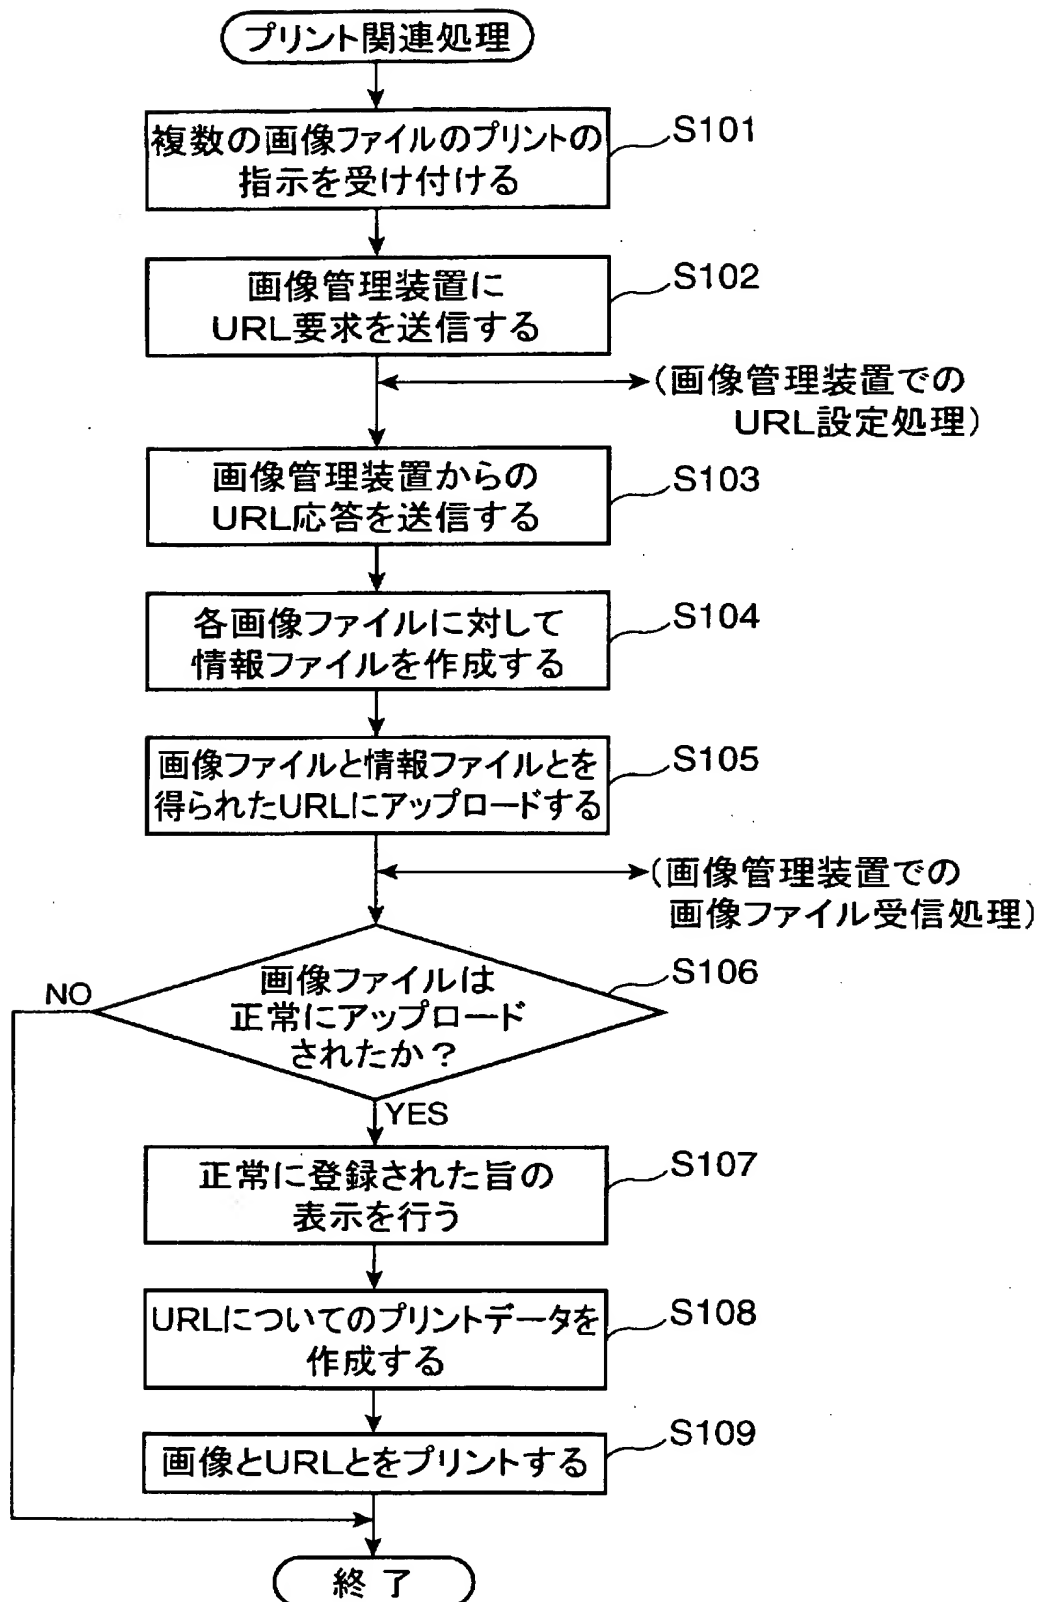 プリント関連処理
複数の画像ファイルのプリントの
指示を受け付ける
S101
画像管理装置に
URL要求を送信する
S102
(画像管理装置での
URL設定処理)
画像管理装置からの
URL応答を送信する
S103
各画像ファイルに対して
情報ファイルを作成する
S104
画像ファイルと情報ファイルとを
得られたURLにアップロードする
S105
(画像管理装置での
画像ファイル受信処理)
画像ファイルは
正常にアップロード
されたか？
S106
NO
YES
正常に登録された旨の
表示を行う
S107
URLについてのプリントデータを
作成する
S108
画像とURLとをプリントする
S109
終了